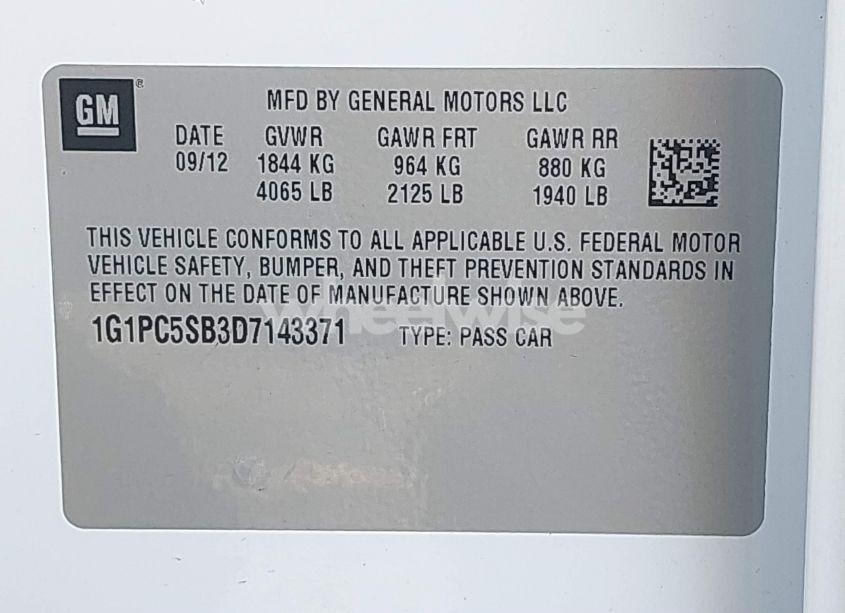 GM ®
MFD BY GENERAL MOTORS LLC
DATE GVWR GAWR FRT GAWR RR
09/12 1844 KG 964 KG 880 KG
4065 LB 2125 LB 1940 LB
THIS VEHICLE CONFORMS TO ALL APPLICABLE U.S. FEDERAL MOTOR
VEHICLE SAFETY, BUMPER, AND THEFT PREVENTION STANDARDS IN
EFFECT ON THE DATE OF MANUFACTURE SHOWN ABOVE.
wheelwise
1G1PC5SB3D7143371 TYPE: PASS CAR